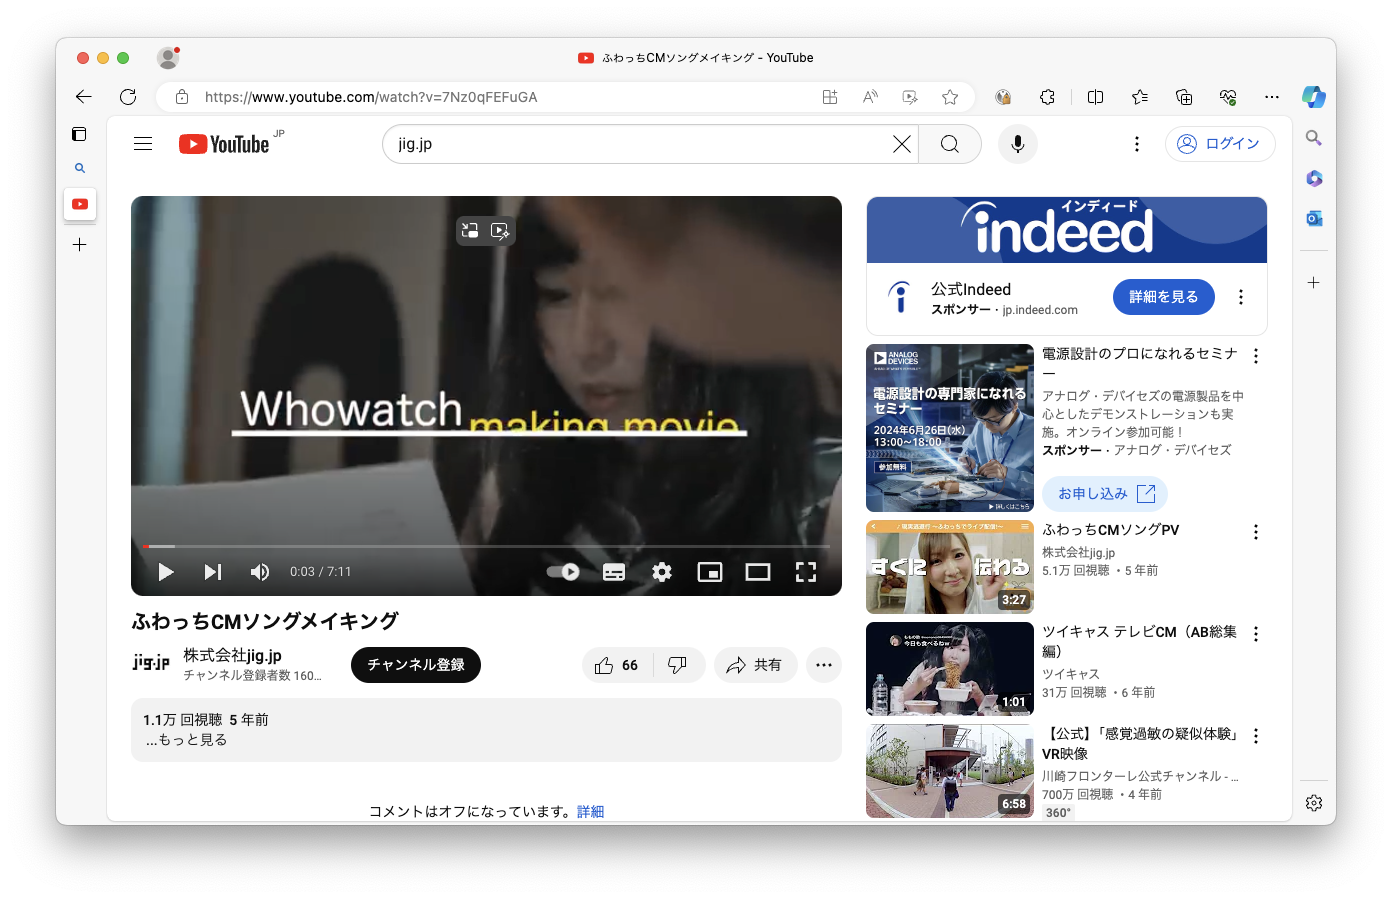 ふわっちCMソングメイキング - YouTube
https://www.youtube.com/watch?v=7Nz0qFEFuGA
YouTube JP
jig.jp
ログイン
Whowatch making movie
0:03 / 7:11
ふわっちCMソングメイキング
jig.jp
株式会社jig.jp
チャンネル登録者数 160...
チャンネル登録
66
共有
1.1万 回視聴 5 年前
...もっと見る
コメントはオフになっています。詳細
インディード
indeed
公式Indeed
スポンサー・jp.indeed.com
詳細を見る
ANALOG
DEVICES
電源設計の専門家になれる
セミナー
2024年6月26日(水)
13:00〜18:00
参加無料
▶詳しくはこちら
電源設計のプロになれるセミナ
ー
アナログ・デバイセズの電源製品を中
心としたデモンストレーションも実
施。オンライン参加可能！
スポンサー・アナログ・デバイセズ
お申し込み
すぐに 伝わる
3:27
ふわっちCMソングPV
株式会社jig.jp
5.1万 回視聴 ・5 年前
今日も食べるわw
1:01
ツイキャス テレビCM（AB総集
編）
ツイキャス
31万 回視聴 ・6 年前
6:58
【公式】「感覚過敏の疑似体験」
VR映像
川崎フロンターレ公式チャンネル - ...
700万 回視聴 ・4 年前
360°